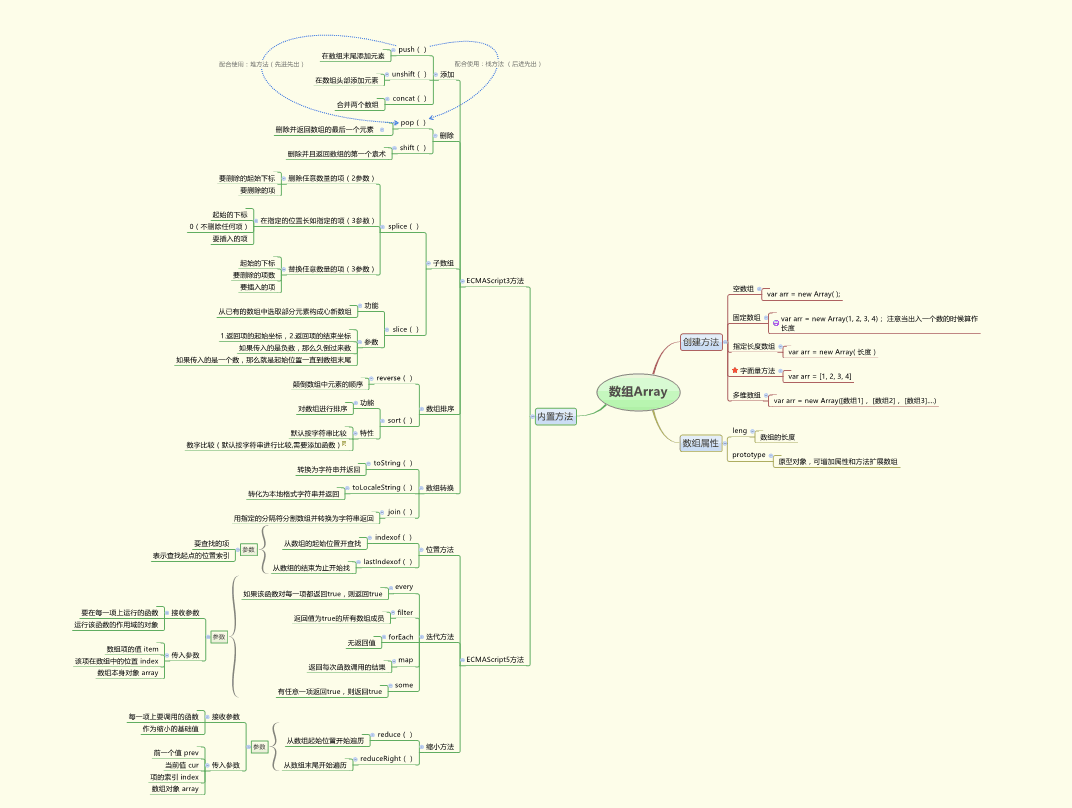 数组Array
创建方法
空数组
var arr = new Array( );
固定数组
var arr = new Array(1, 2, 3, 4)； 注意当出入一个数的时候算作
长度
指定长度数组
var arr = new Array( 长度 )
字面量方法
var arr = [1, 2, 3, 4]
多维数组
var arr = new Array([数组1] ， [数组2] ， [数组3]...)
数组属性
leng
数组的长度
prototype
原型对象，可增加属性和方法扩展数组
内置方法
ECMAScript3方法
添加
push（ ）
在数组末尾添加元素
unshift（ ）
在数组头部添加元素
concat（ ）
合并两个数组
配合使用：堆方法（先进先出）
配合使用：栈方法 （后进先出）
删除
pop（ ）
删除并返回数组的最后一个元素
shift（ ）
删除并且返回数组的第一个袁术
子数组
splice（ ）
删除任意数量的项（2参数）
要删除的起始下标
要删除的项
在指定的位置长如指定的项（3参数）
起始的下标
0（不删除任何项）
要插入的项
替换任意数量的项（3参数）
起始的下标
要删除的项数
要插入的项
slice（ ）
功能
从已有的数组中选取部分元素构成心新数组
参数
1.返回项的起始坐标，2.返回项的结束坐标
如果传入的是负数，那么久倒过来数
如果传入的是一个数，那么就是起始位置一直到数组末尾
数组排序
reverse（ ）
颠倒数组中元素的顺序
sort（ ）
功能
对数组进行排序
特性
默认按字符串比较
数字比较（默认按字符串进行比较,需要添加函数）
数组转换
toString（ ）
转换为字符串并返回
toLocaleString（ ）
转化为本地格式字符串并返回
join（ ）
用指定的分隔符分割数组并转换为字符串返回
ECMAScript5方法
位置方法
indexof（ ）
从数组的起始位置开查找
lastIndexof（ ）
从数组的结束为止开始找
参数
要查找的项
表示查找起点的位置索引
迭代方法
every
如果该函数对每一项都返回true，则返回true
filter
返回值为true的所有数组成员
forEach
无返回值
map
返回每次函数调用的结果
some
有任意一项返回true，则返回true
参数
接收参数
要在每一项上运行的函数
运行该函数的作用域的对象
传入参数
数组项的值 item
该项在数组中的位置 index
数组本身对象 array
缩小方法
reduce（ ）
从数组起始位置开始遍历
reduceRight（ ）
从数组末尾开始遍历
参数
接收参数
每一项上要调用的函数
作为缩小的基础值
传入参数
前一个值 prev
当前值 cur
项的索引 index
数组对象 array